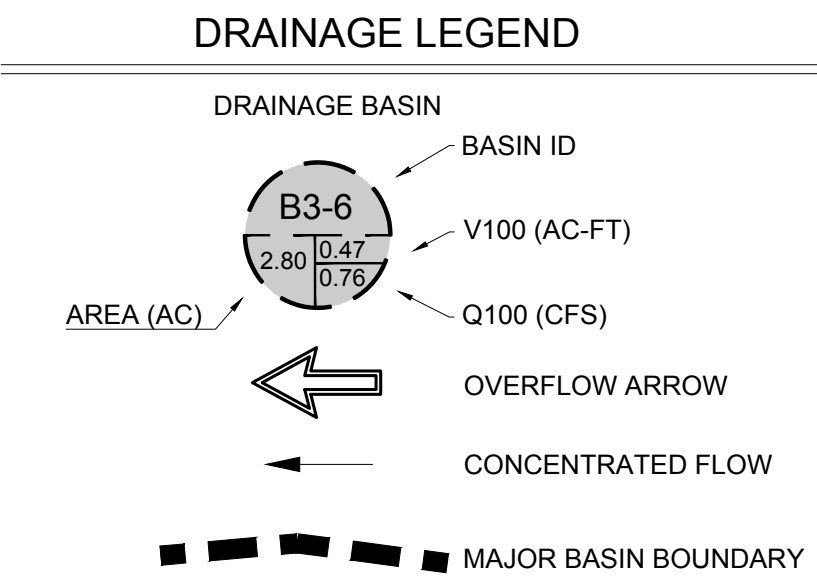 DRAINAGE LEGEND
DRAINAGE BASIN
BASIN ID
B3-6
V100 (AC-FT)
2.80
0.47
0.76
AREA (AC)
Q100 (CFS)
OVERFLOW ARROW
CONCENTRATED FLOW
MAJOR BASIN BOUNDARY